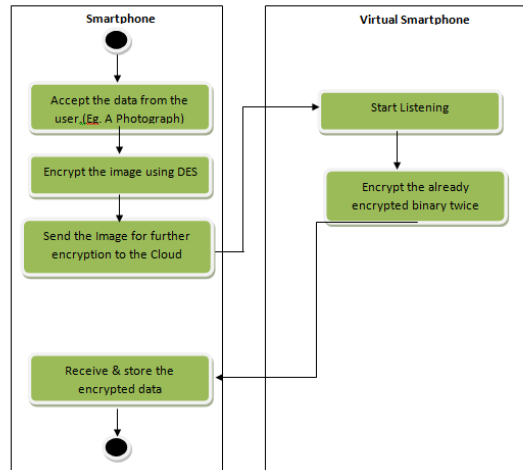 Smartphone
Accept the data from the
user.(Eg. A Photograph)
Encrypt the image using DES
Send the Image for further
encryption to the Cloud
Receive & store the
encrypted data
Virtual Smartphone
Start Listening
Encrypt the already
encrypted binary twice